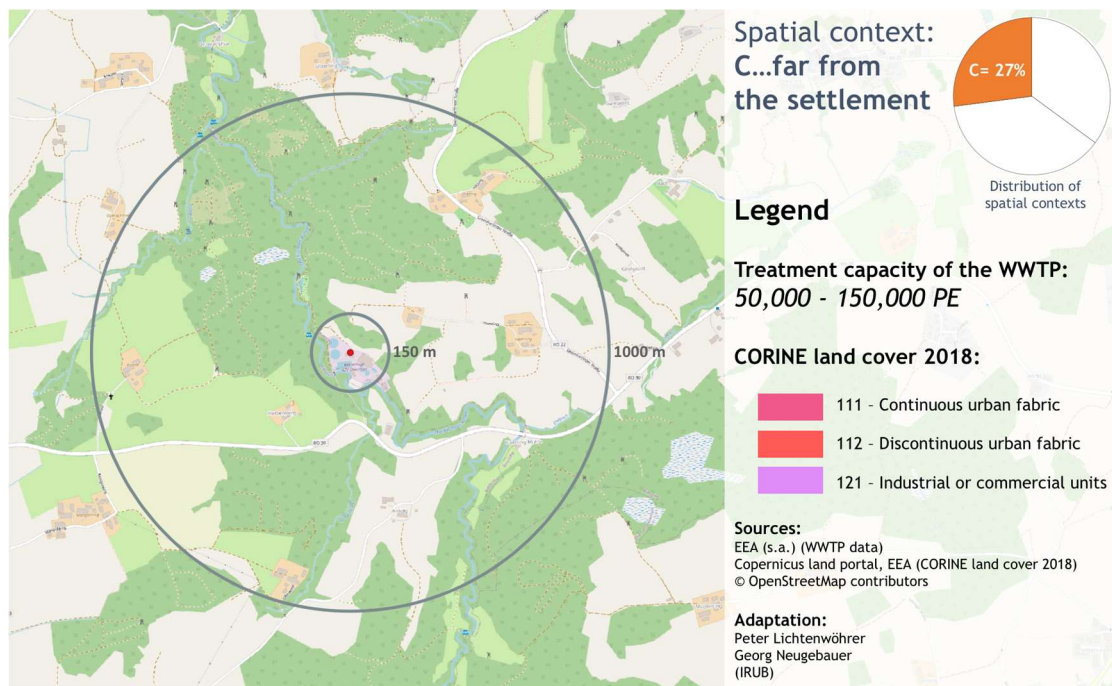 Spatial context:
C…far from
the settlement
C= 27%
Distribution of
spatial contexts
Legend
Treatment capacity of the WWTP:
50,000 - 150,000 PE
CORINE land cover 2018:
111 – Continuous urban fabric
112 – Discontinuous urban fabric
121 – Industrial or commercial units
Sources:
EEA (s.a.) (WWTP data)
Copernicus land portal, EEA (CORINE land cover 2018)
© OpenStreetMap contributors
Adaptation:
Peter Lichtenwöhrer
Georg Neugebauer
(IRUB)
150 m
1000 m